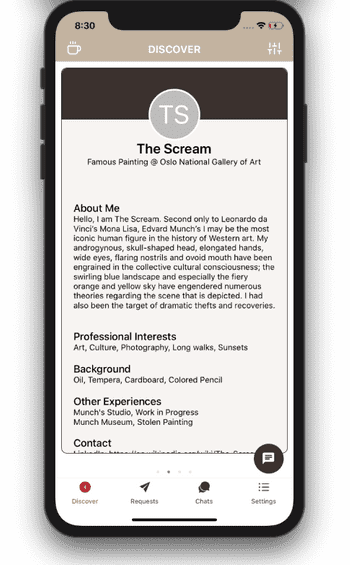 8:30
DISCOVER
TS
The Scream
Famous Painting @ Oslo National Gallery of Art
About Me
Hello, I am The Scream. Second only to Leonardo da
Vinci's Mona Lisa, Edvard Munch's I may be the most
iconic human figure in the history of Western art. My
androgynous, skull-shaped head, elongated hands,
wide eyes, flaring nostrils and ovoid mouth have been
engrained in the collective cultural consciousness; the
swirling blue landscape and especially the fiery
orange and yellow sky have engendered numerous
theories regarding the scene that is depicted. I had
also been the target of dramatic thefts and recoveries.
Professional Interests
Art, Culture, Photography, Long walks, Sunsets
Background
Oil, Tempera, Cardboard, Colored Pencil
Other Experiences
Munch's Studio, Work in Progress
Munch Museum, Stolen Painting
Contact
Discover
Requests
Chats
Settings